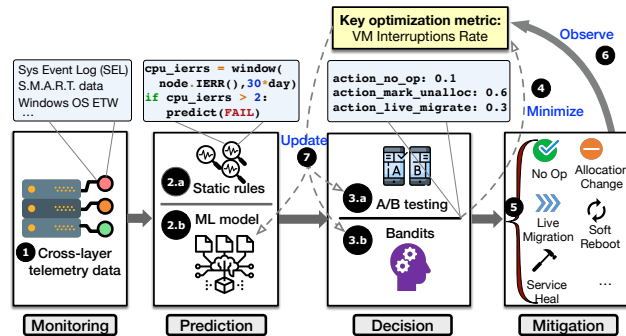 Key optimization metric:
VM Interruptions Rate
Observe
6
Sys Event Log (SEL)
S.M.A.R.T. data
Windows OS ETW
...
cpu_ierrs = window(
node.IERR(),30*day)
if cpu_ierrs > 2:
predict(FAIL)
action_no_op: 0.1
action_mark_unalloc: 0.6
action_live_migrate: 0.3
4
Minimize
Update
7
1
Cross-layer
telemetry data
2.a
Static rules
2.b
ML model
3.a
A
B
A/B testing
3.b
Bandits
5
No Op
Allocation
Change
Live
Migration
Soft
Reboot
Service
Heal
...
Monitoring
Prediction
Decision
Mitigation